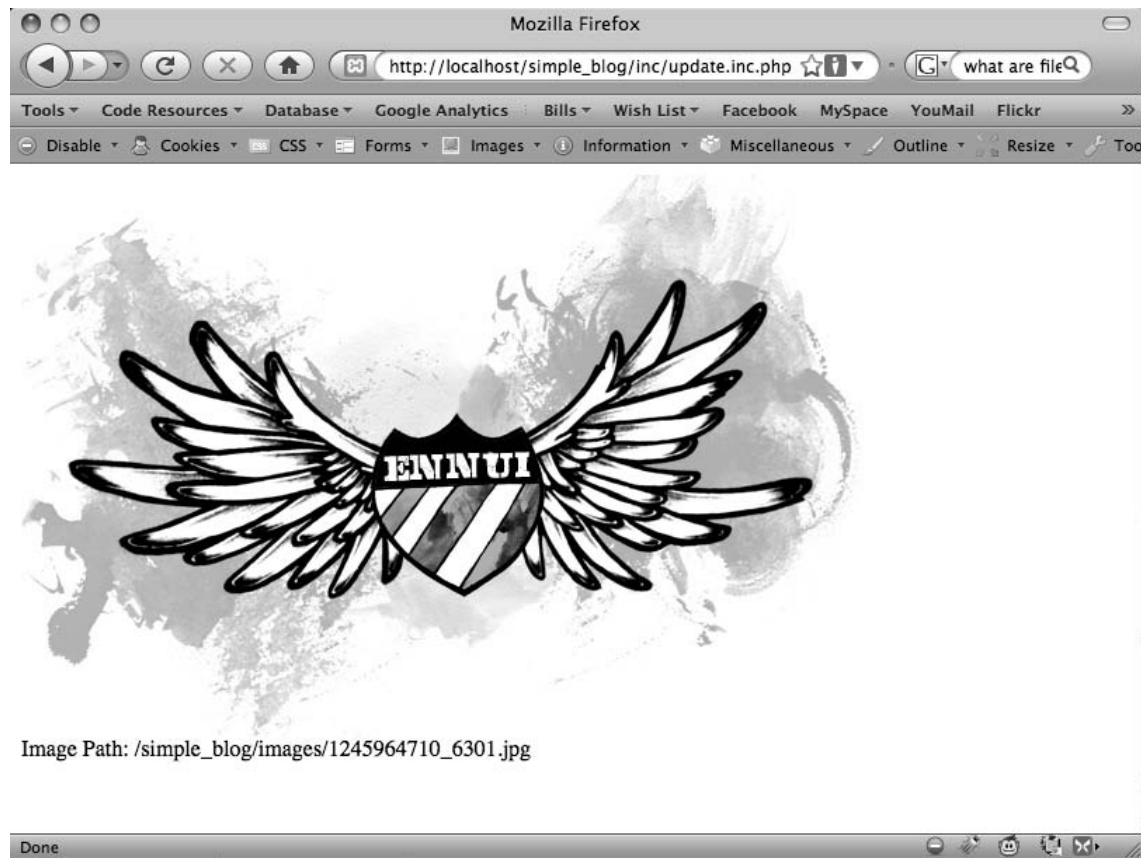 Mozilla Firefox
http://localhost/simple_blog/inc/update.inc.php G what are file
Tools Code Resources Database Google Analytics Bills Wish List Facebook MySpace YouMail Flickr »
Disable Cookies CSS CSS Forms Images Information Miscellaneous Outline Resize Too
ENNUI
Image Path: /simple_blog/images/1245964710_6301.jpg
Done